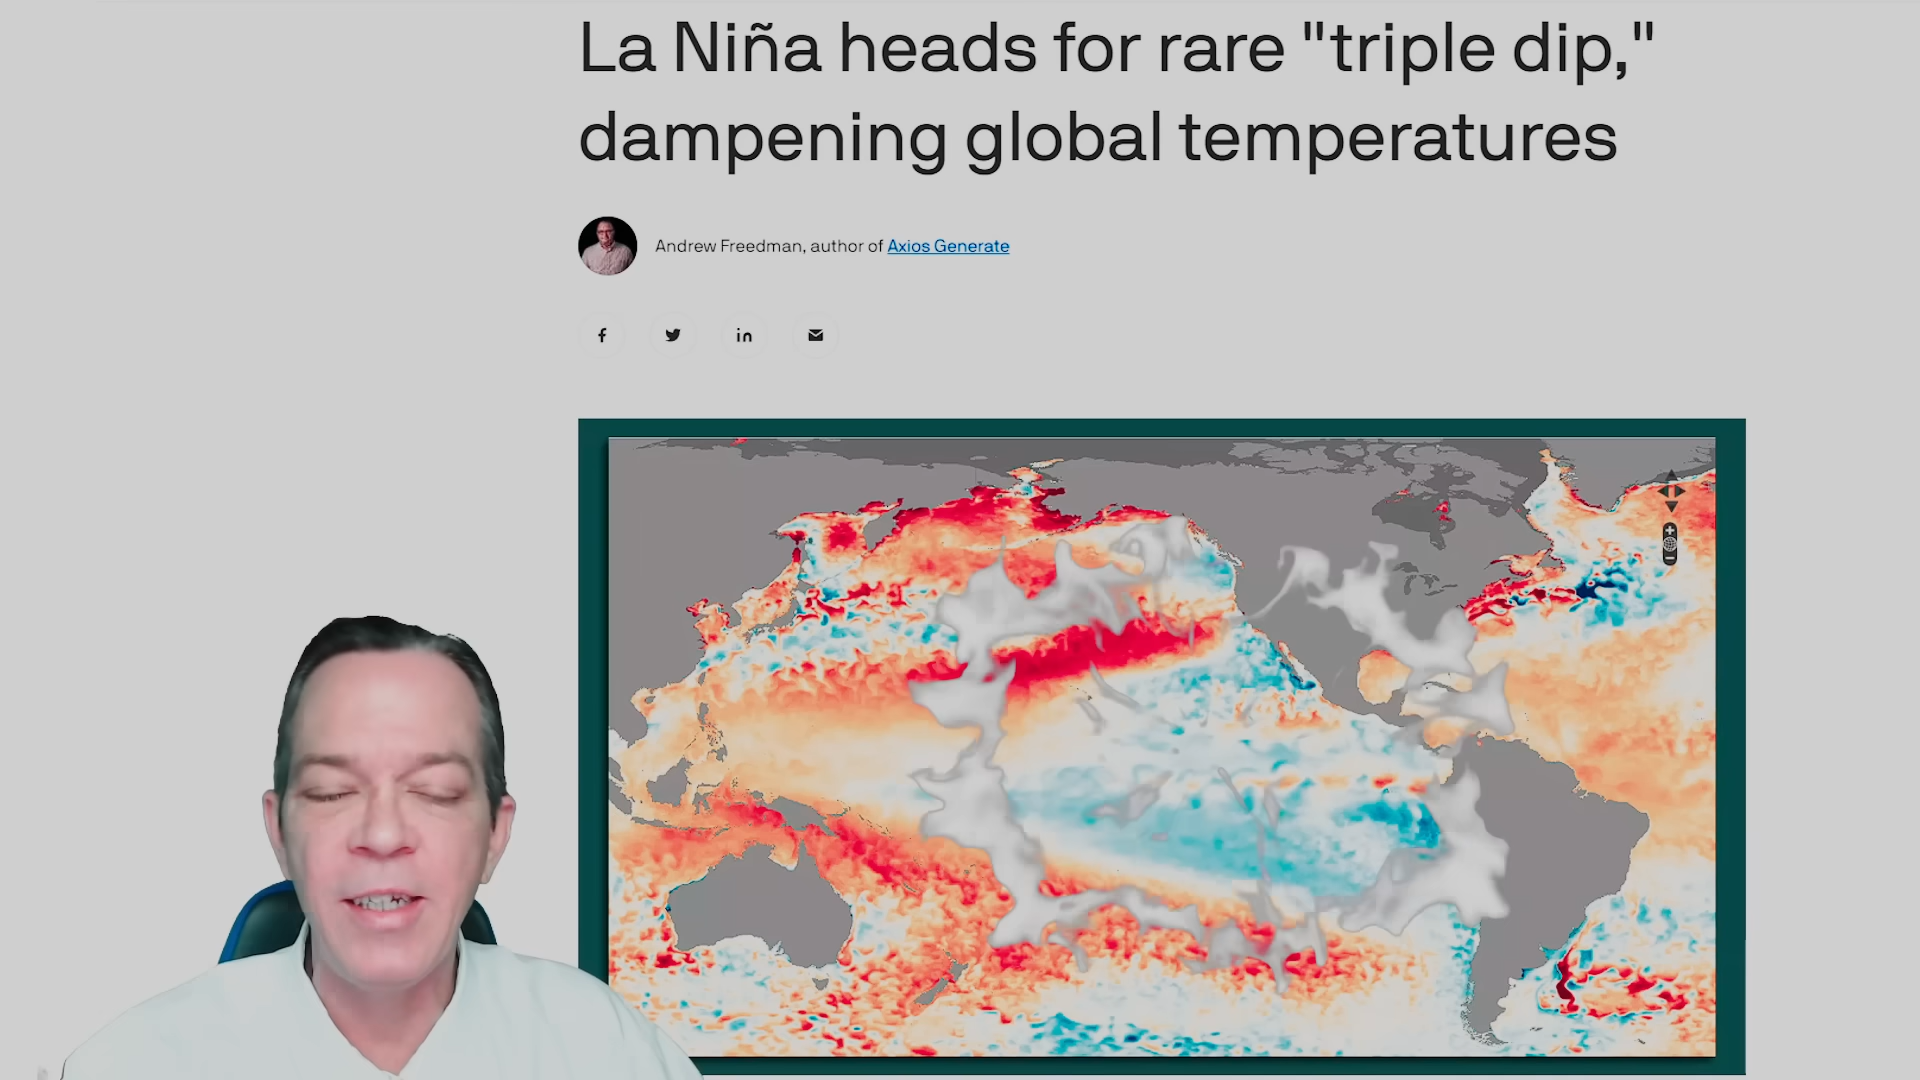 La Niña heads for rare "triple dip,"
dampening global temperatures
Andrew Freedman, author of Axios Generate